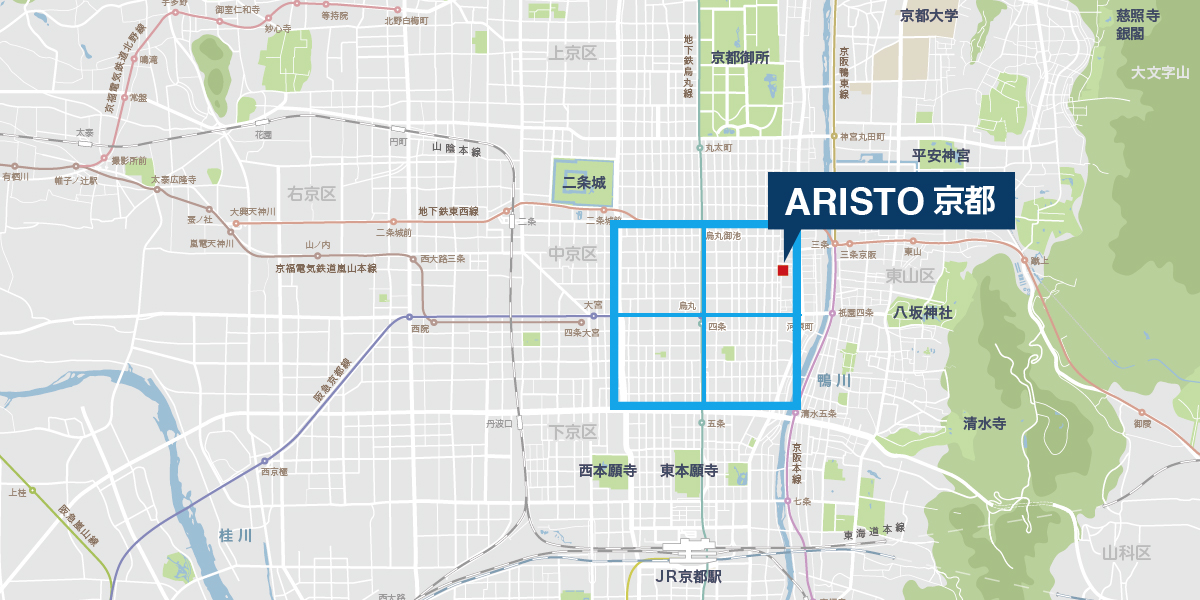 宇多野
御室仁和寺
妙心寺
等持院
北野白梅町
上京区
地下鉄烏丸線
京都御所
京阪鴨東線
京都大学
慈照寺
銀閣
大文字山
京福電気鉄道北野線
鳴滝
常盤
太秦
花園
円町
山陰本線
丸太町
神宮丸田町
平安神宮
有栖川
帷子ノ辻駅
撮影所前
太秦広隆寺
右京区
二条城
ARISTO 京都
大興天神川
地下鉄東西線
二条城前
二条
二条城前
嵐電天神川
山ノ内
京福電気鉄道嵐山本線
西大路三条
中京区
烏丸御池
三条
三条京阪
東山
蹴上
東山区
大宮
烏丸
西院
四条大宮
四条
祇園四条
八坂神社
阪急京都線
鴨川
丹波口
下京区
五条
清水五条
清水寺
御陵
西本願寺
東本願寺
京阪本線
西京極
上桂
阪急嵐山線
桂川
七条
東海道本線
山科区
JR京都駅
西大路